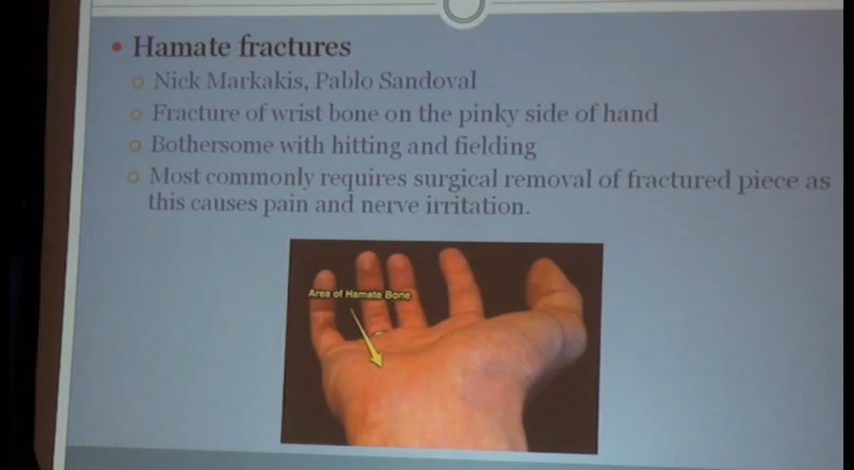 Hamate fractures
Nick Markakis, Pablo Sandoval
Fracture of wrist bone on the pinky side of hand
Bothersome with hitting and fielding
Most commonly requires surgical removal of fractured piece as
this causes pain and nerve irritation.
Area of Hamate Bone